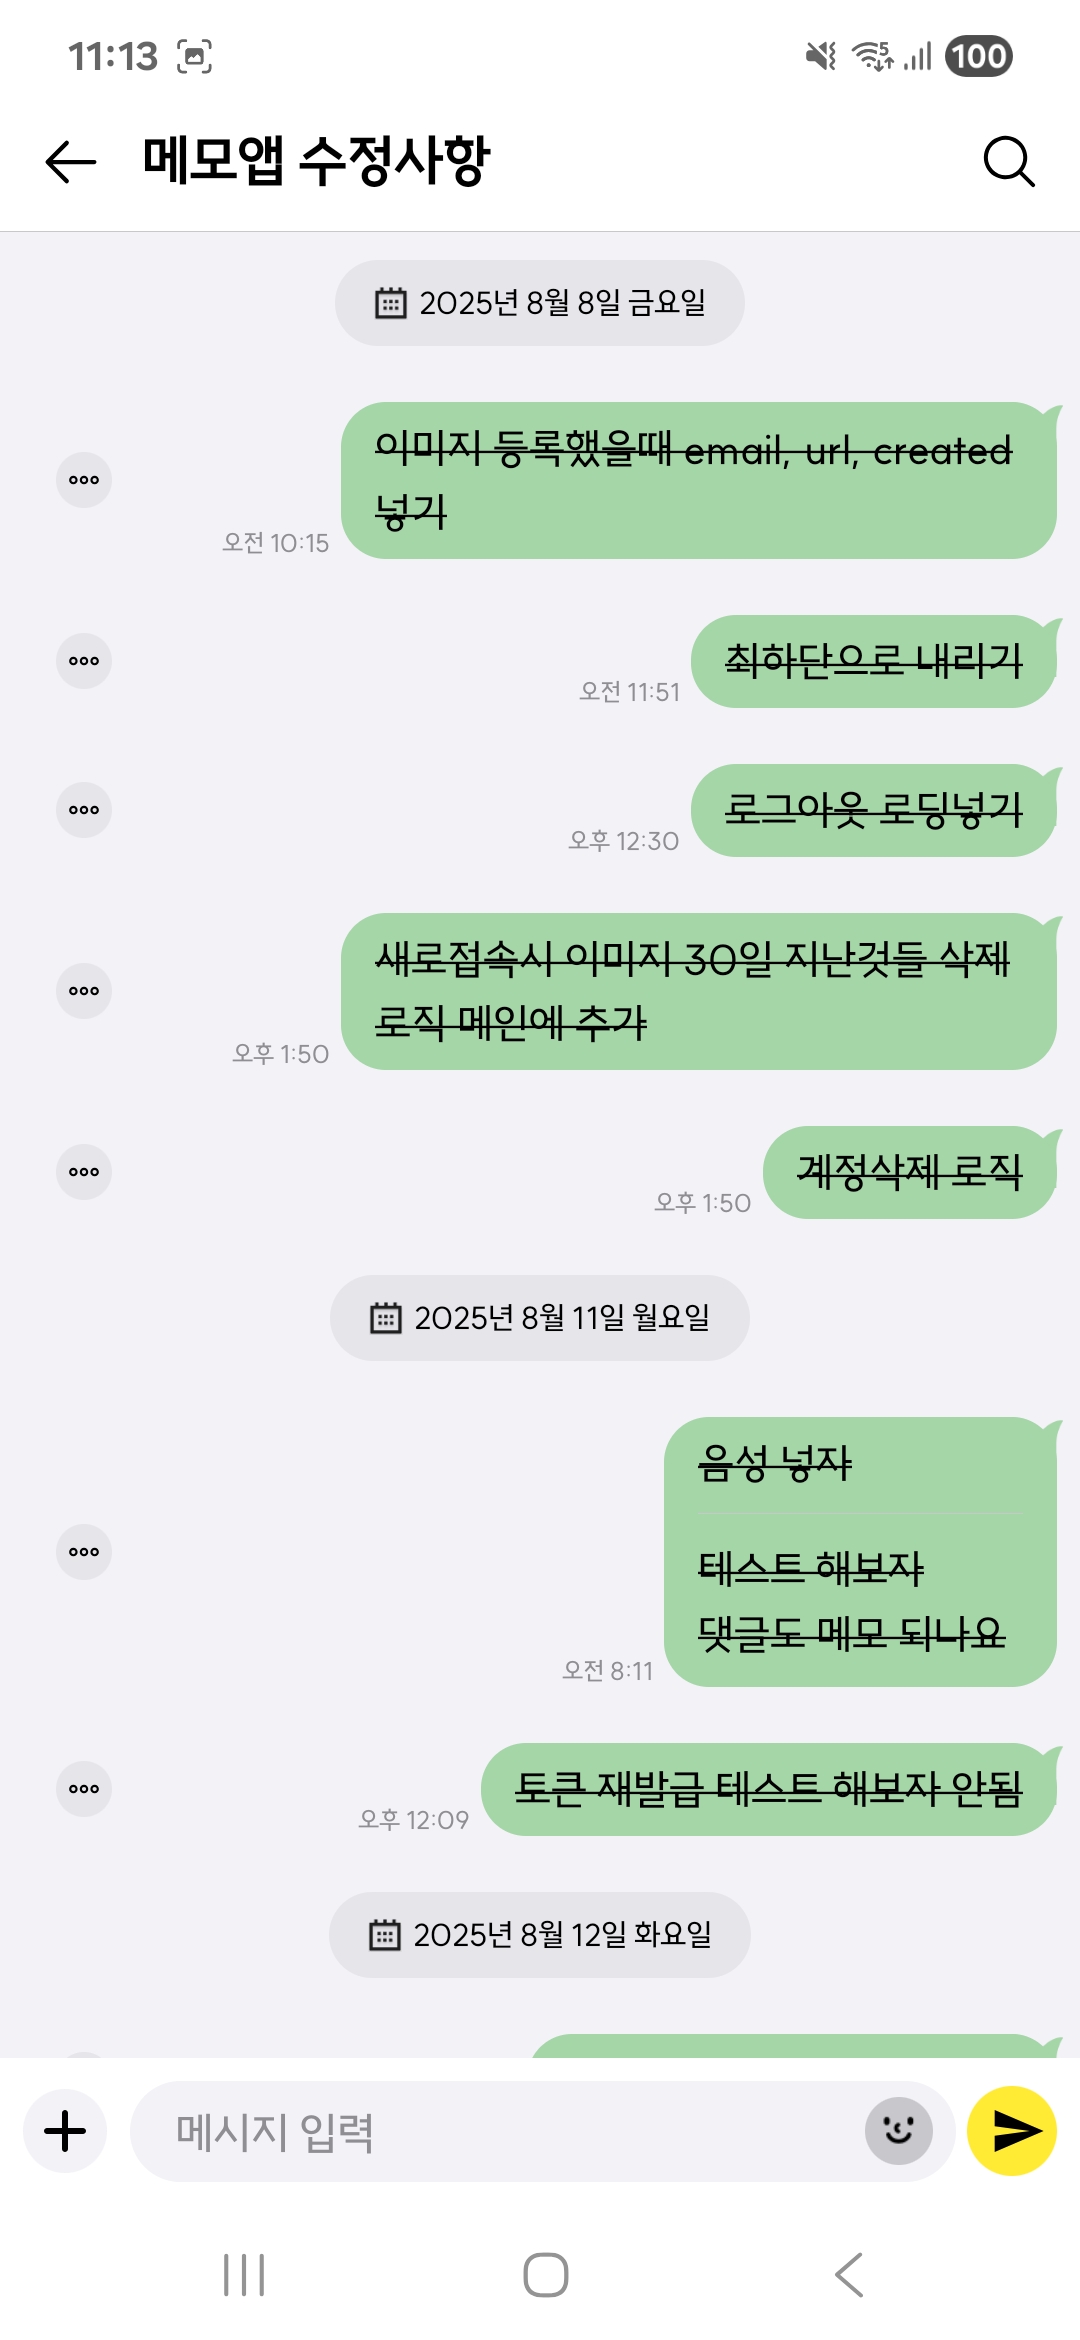 11:13
5
100
메모앱 수정사항
2025년 8월 8일 금요일
이미지 등록했을때 email, url, created
넣기
오전 10:15
최하단으로 내리기
오전 11:51
로그아웃 로딩넣기
오후 12:30
새로접속시 이미지 30일 지난것들 삭제
로직 메인에 추가
오후 1:50
계정삭제 로직
오후 1:50
2025년 8월 11일 월요일
음성 넣자
테스트 해보자
댓글도 메모 되나요
오전 8:11
토큰 재발급 테스트 해보자 안됨
오후 12:09
2025년 8월 12일 화요일
메시지 입력